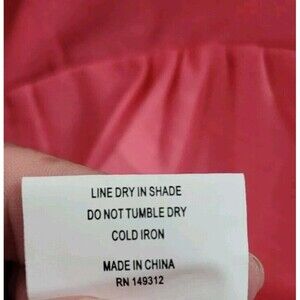 LINE DRY IN SHADE
DO NOT TUMBLE DRY
COLD IRON
MADE IN CHINA
RN 149312